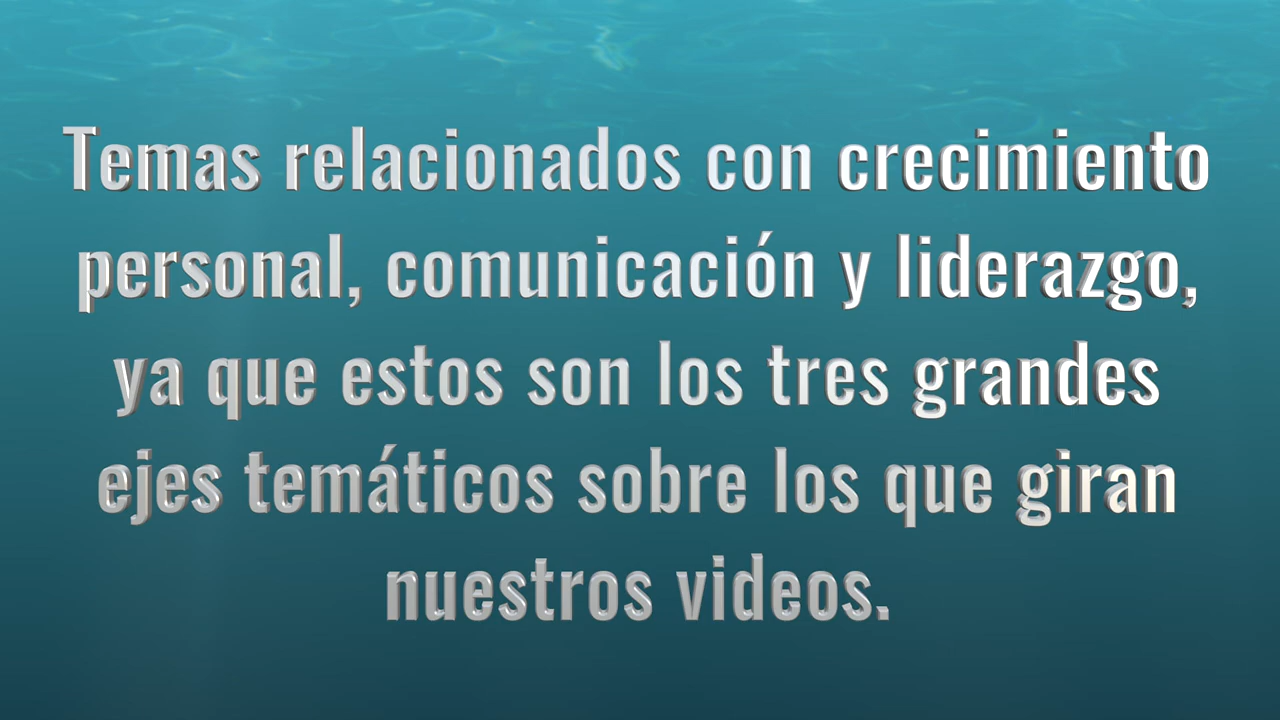 Temas relacionados con crecimiento
personal, comunicación y liderazgo,
ya que estos son los tres grandes
ejes temáticos sobre los que giran
nuestros videos.